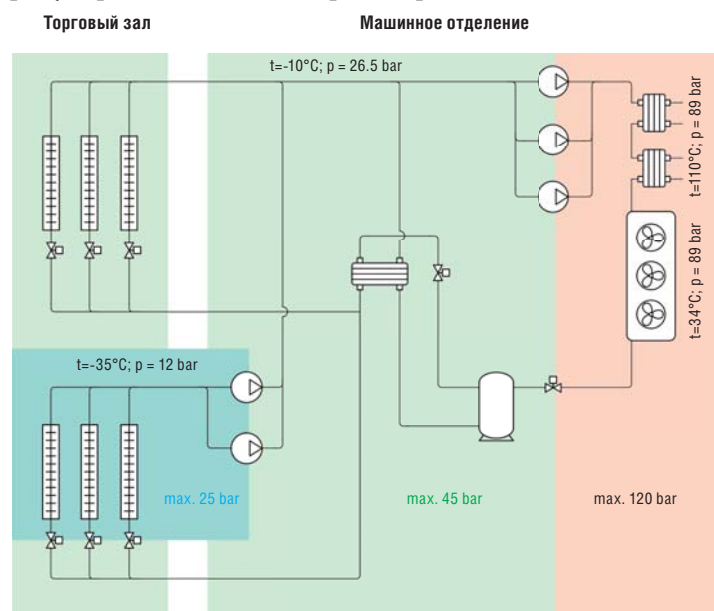 Торговый зал
Машинное отделение
t=-10°C; p = 26.5 bar
t=110°C; p = 89 bar
t=34°C; p = 89 bar
t=-35°C; p = 12 bar
max. 25 bar
max. 45 bar
max. 120 bar